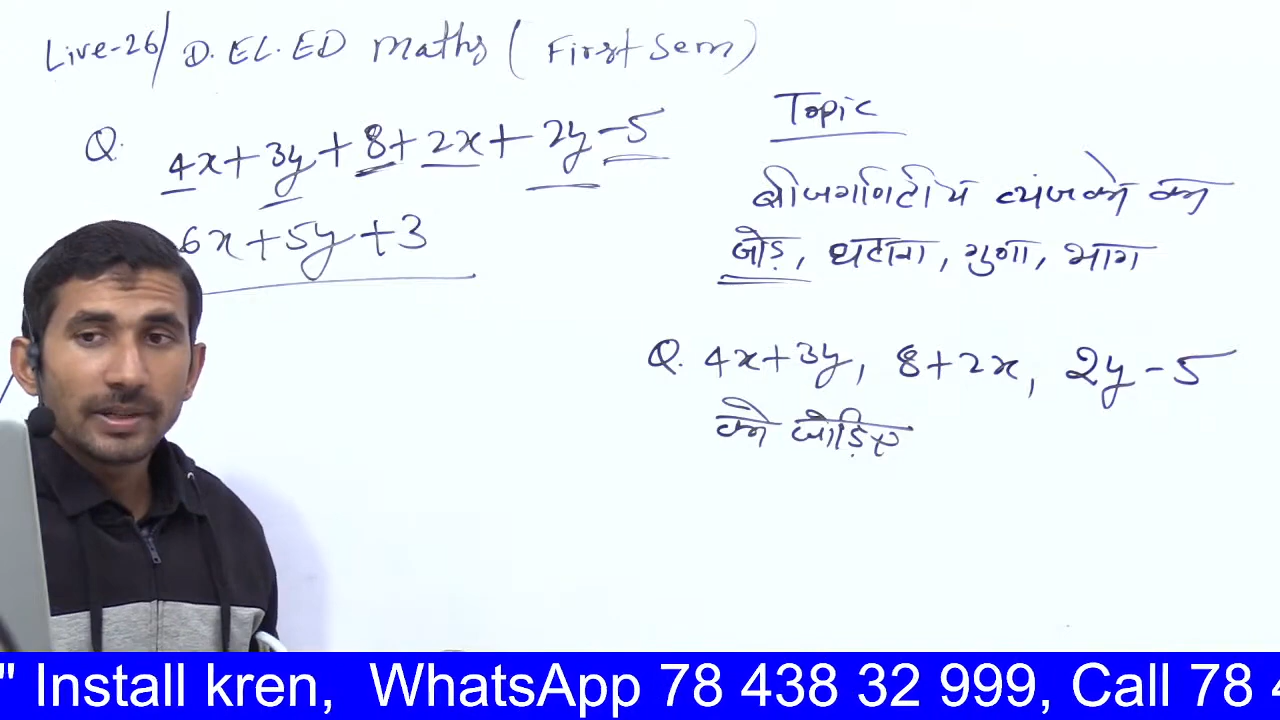 Live-26/ D.EL.ED Maths (First Sem)
Q. 4x+3y+8+2x+2y-5
6x+5y+3
Topic
बीजगणितीय व्यंजको का
जोड़, घटाना, गुणा, भाग
Q. 4x+3y, 8+2x, 2y-5
को जोड़िए
" Install kren, WhatsApp 78 438 32 999, Call 78 4